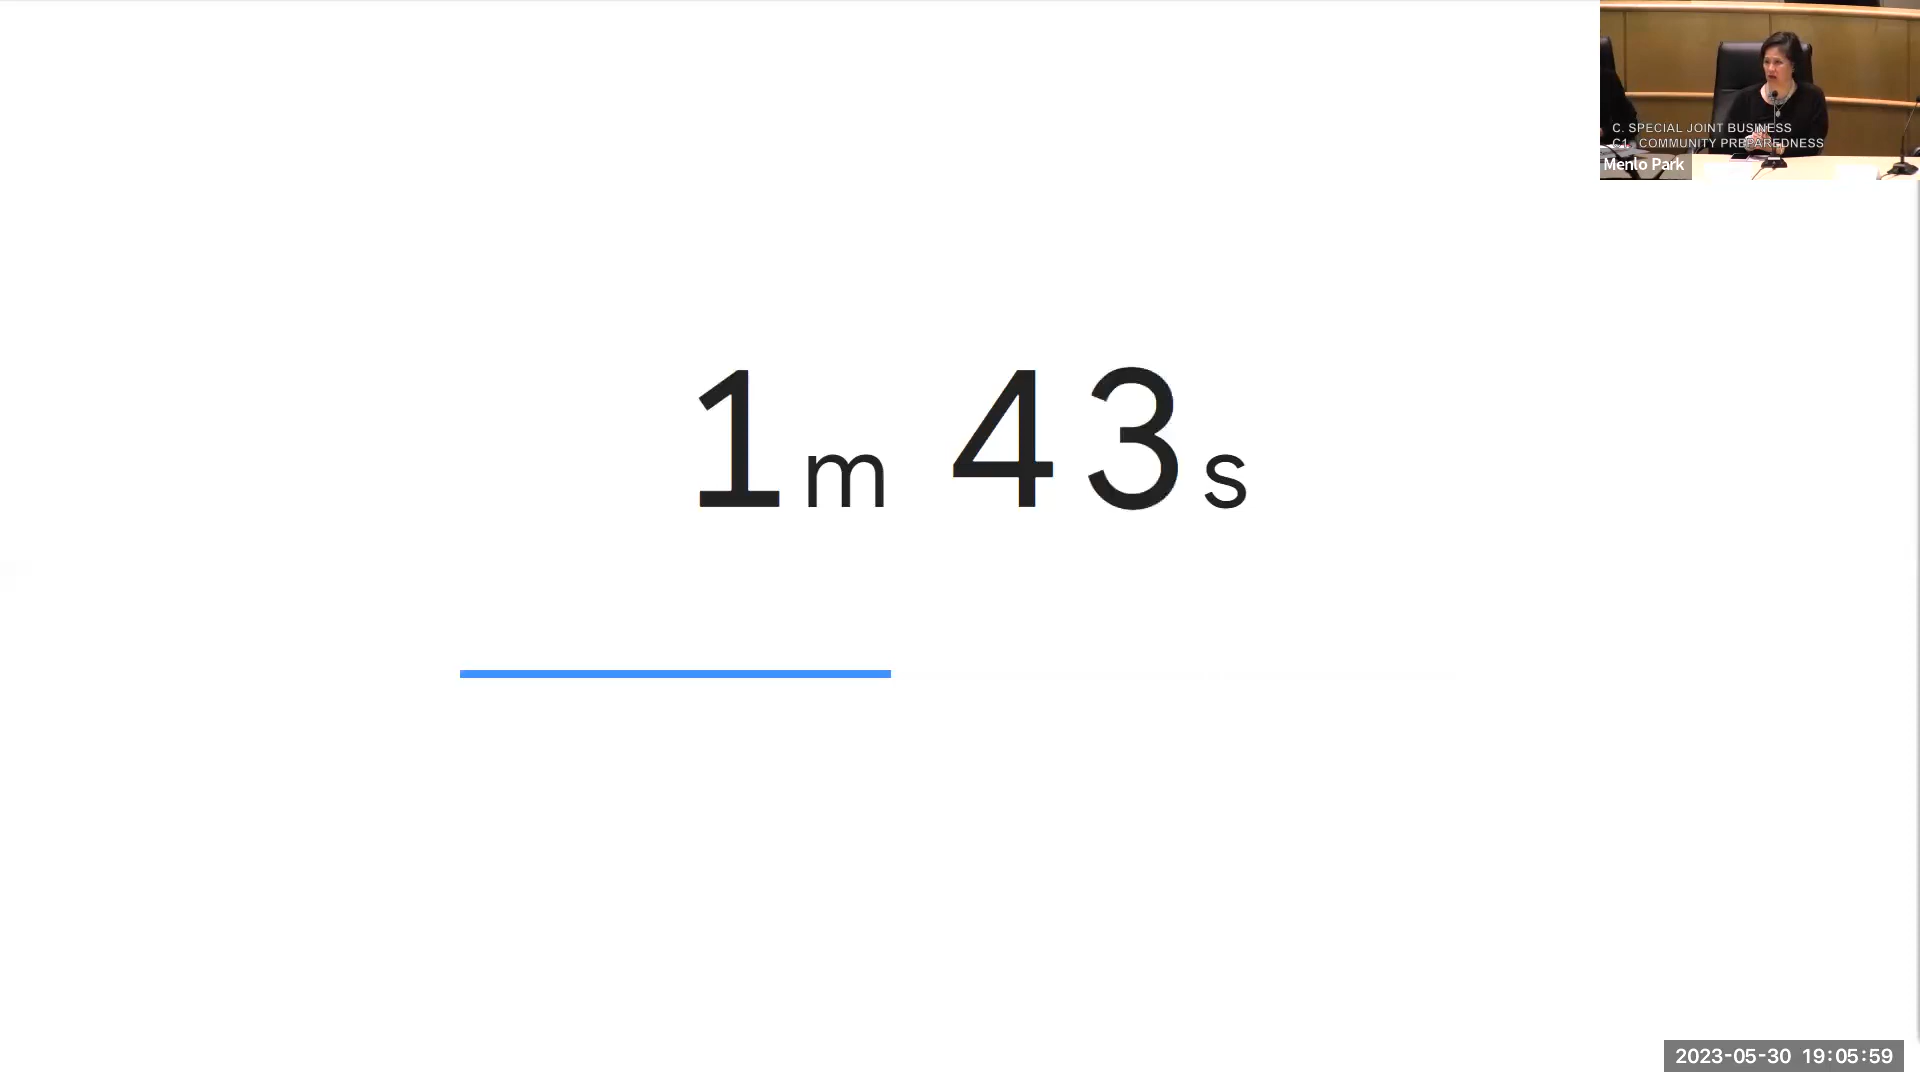 C. SPECIAL JOINT BUSINESS
C1. COMMUNITY PREPAREDNESS
Menlo Park
1m 43s
2023-05-30 19:05:59